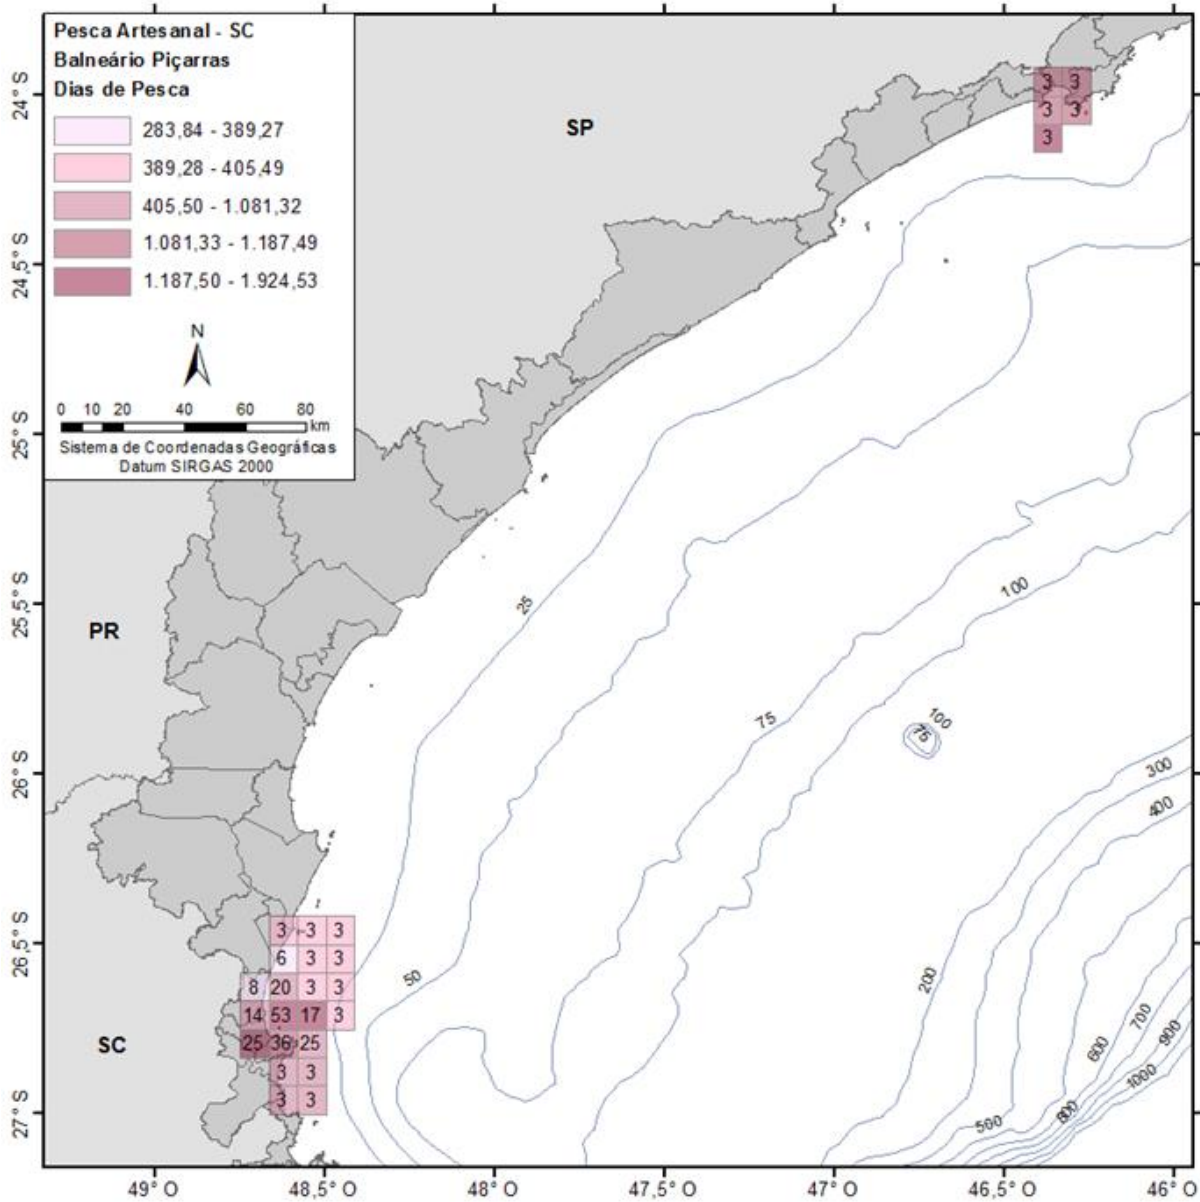 Pesca Artesanal - SC
Balneário Piçarras
Dias de Pesca
283,84 - 389,27
389,28 - 405,49
405,50 - 1.081,32
1.081,33 - 1.187,49
1.187,50 - 1.924,53
N
0 10 20 40 60 80
km
Sistema de Coordenadas Geográficas
Datum SIRGAS 2000
SP
PR
SC
24° S
24,5° S
25° S
25,5° S
26° S
26,5° S
27° S
3 3
3 3
3
25
100
75
100
75
300
400
50
200
600
700
900
1000
800
500
3 3 3
6 3 3
8 20 3 3
14 53 17 3
25 36 25
3 3
3 3
49° O 48,5° O 48° O 47,5° O 47° O 46,5° O 46° O